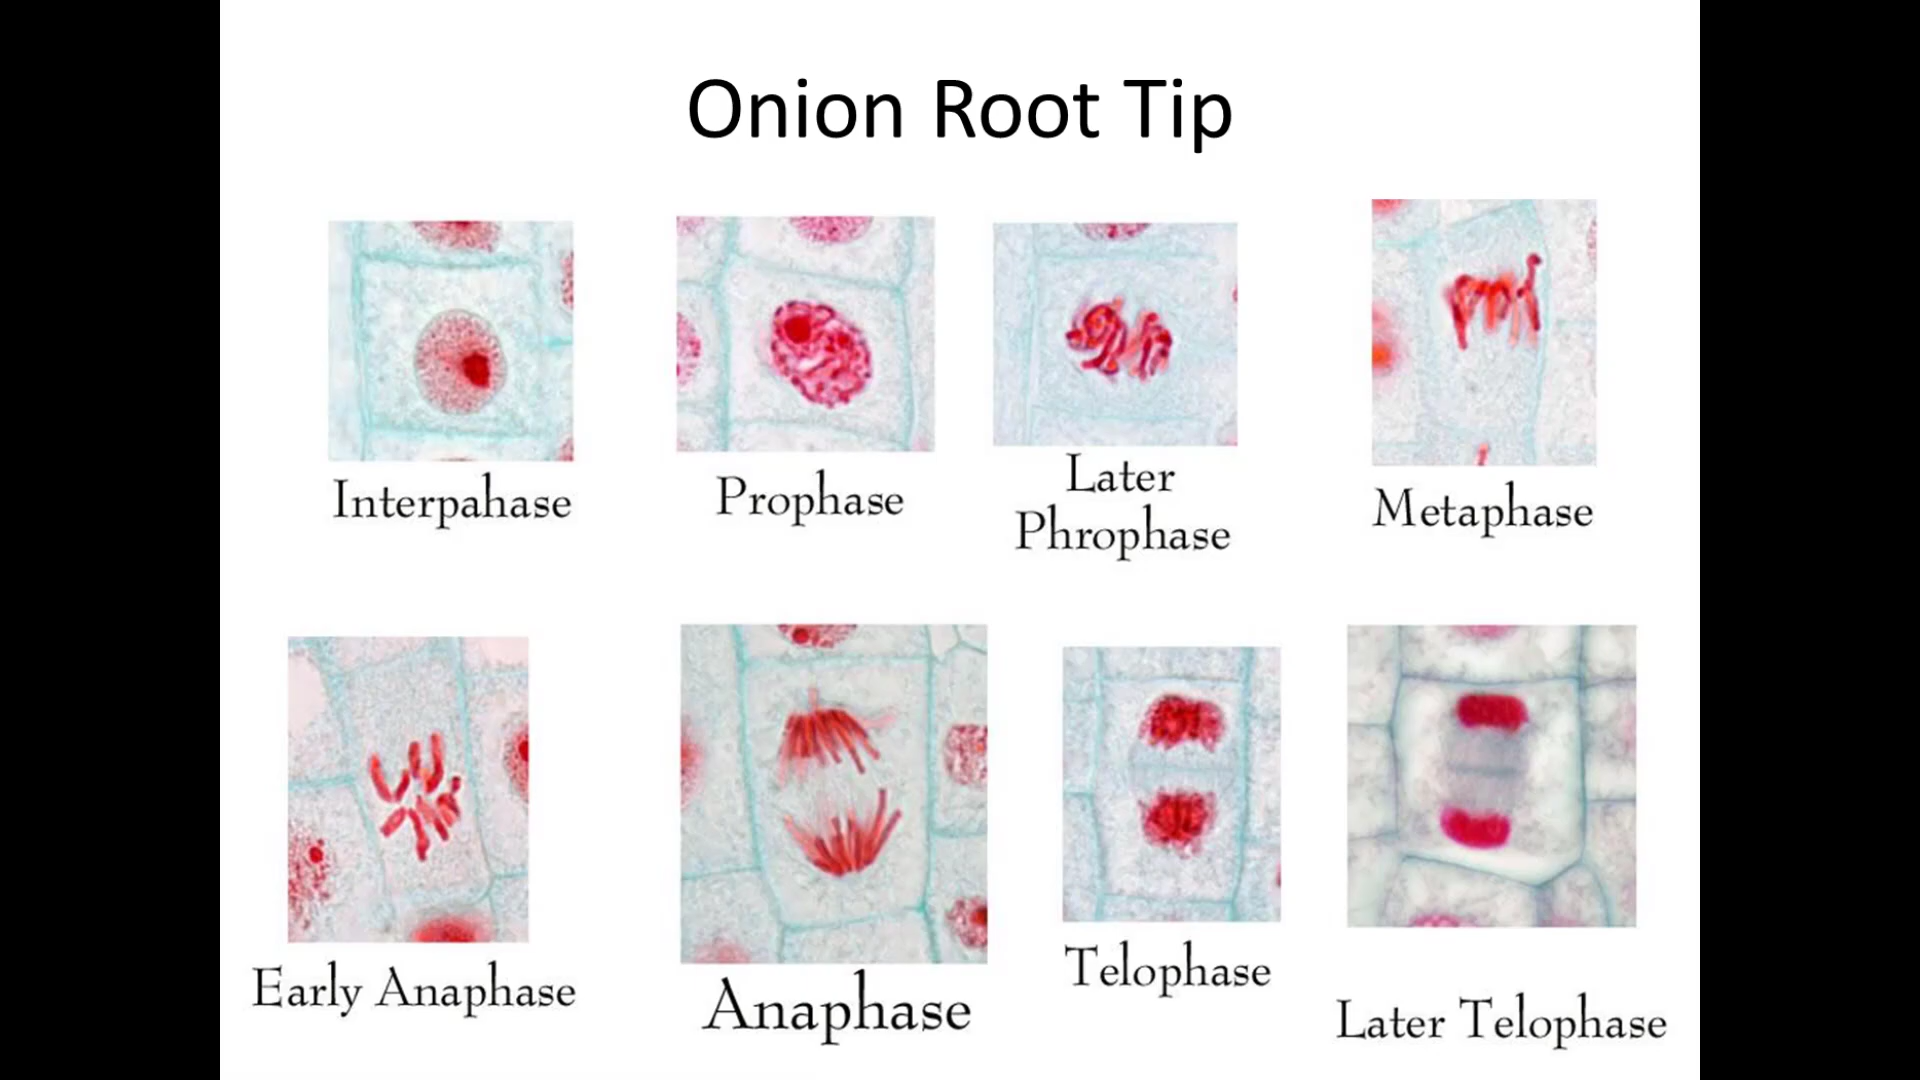 Onion Root Tip
Interpahase
Prophase
Later
Phrophase
Metaphase
Early Anaphase
Anaphase
Telophase
Later Telophase